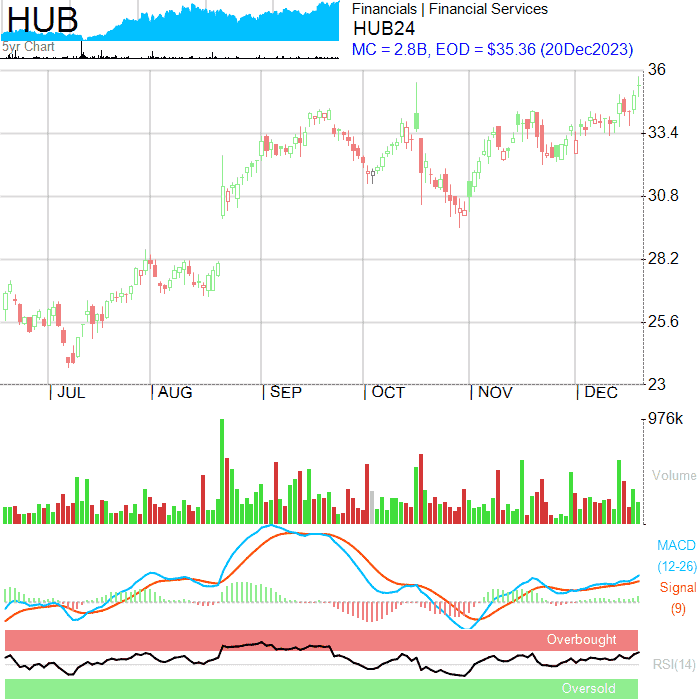 HUB
5yr Chart
Financials | Financial Services
HUB24
MC = 2.8B, EOD = $35.36 (20Dec2023)
36
33.4
30.8
28.2
25.6
23
JUL
AUG
SEP
OCT
NOV
DEC
976k
Volume
MACD
(12-26)
Signal
(9)
Overbought
RSI(14)
Oversold